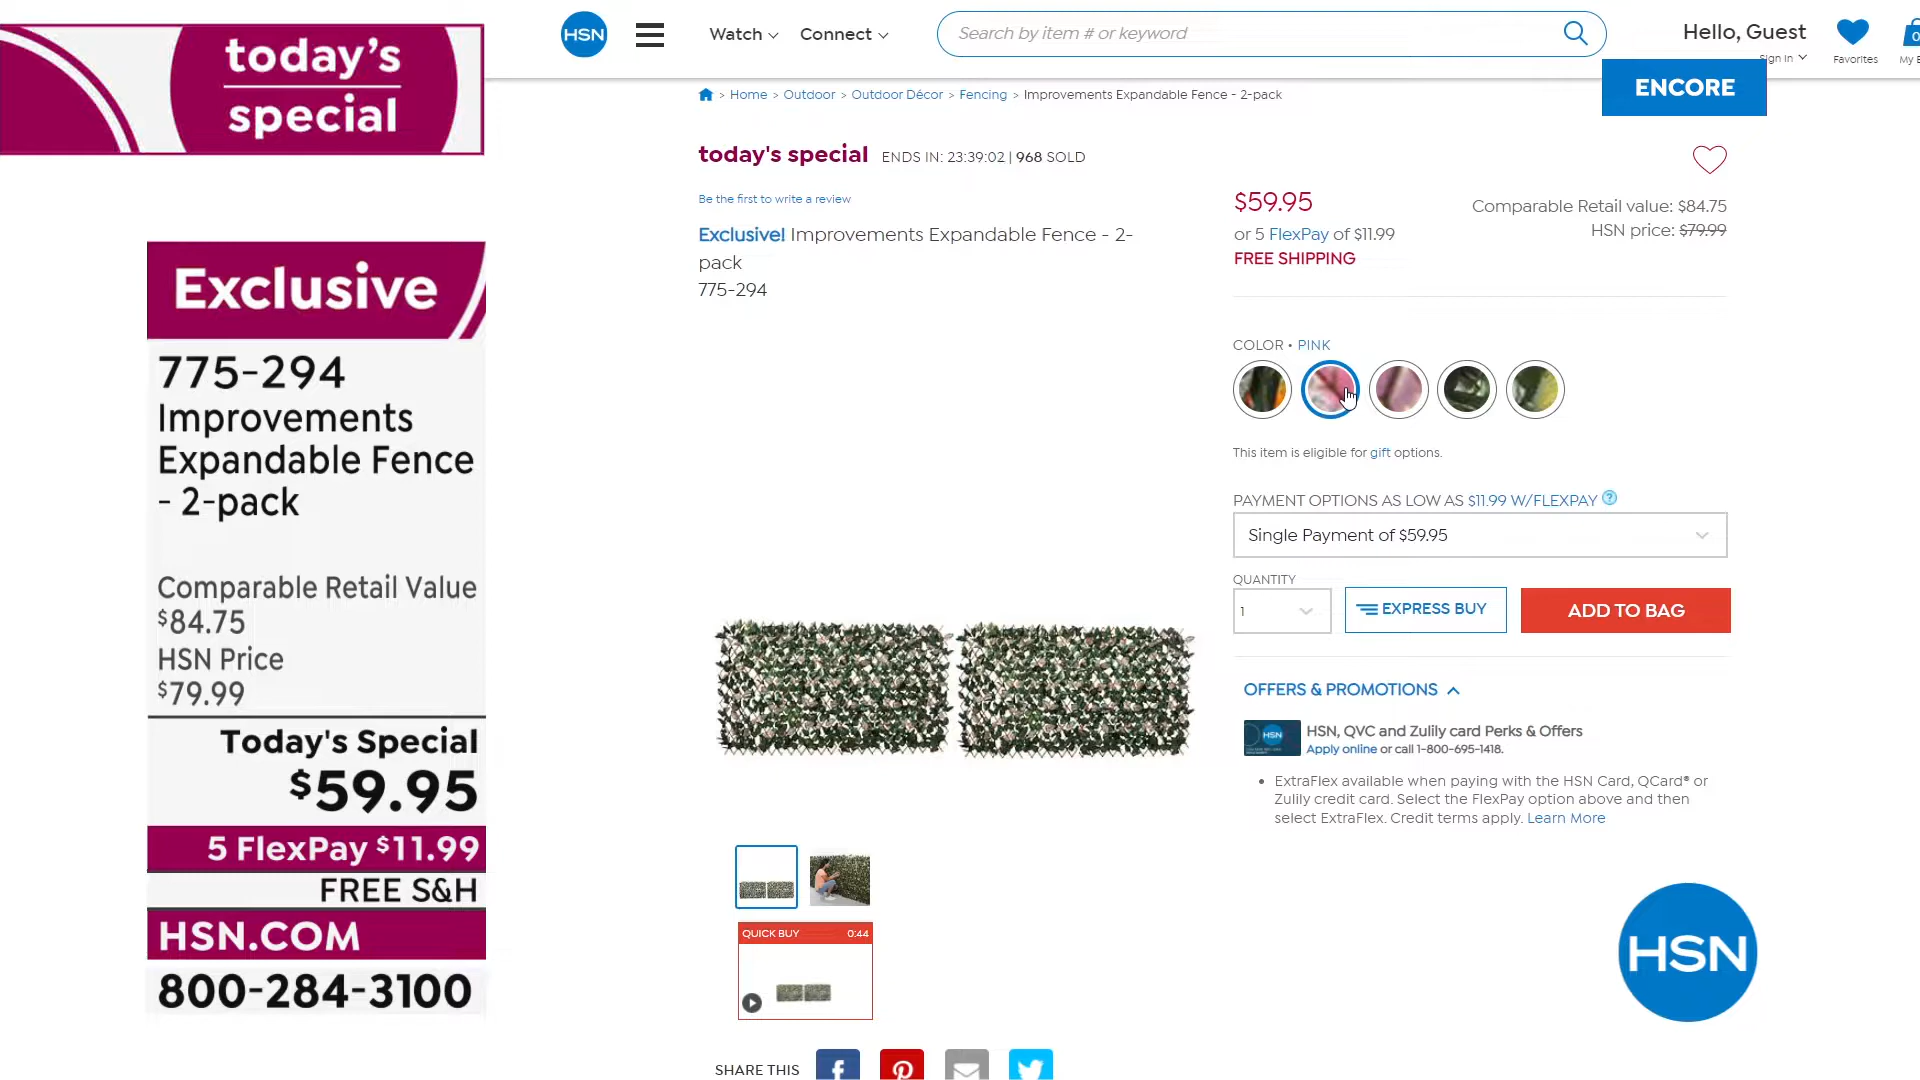 today's
special
Exclusive
775-294
Improvements
Expandable Fence
- 2-pack
Comparable Retail Value
$84.75
HSN Price
$79.99
Today's Special
$59.95
5 FlexPay $11.99
FREE S&H
HSN.COM
800-284-3100
HSN
Watch
Connect
Search by item # or keyword
Hello, Guest
Sign In
Favorites
0
My
ENCORE
> Home > Outdoor > Outdoor Décor > Fencing > Improvements Expandable Fence - 2-pack
today's special ENDS IN: 23:39:02 | 968 SOLD
Be the first to write a review
Exclusive! Improvements Expandable Fence - 2-
pack
775-294
$59.95
or 5 FlexPay of $11.99
FREE SHIPPING
Comparable Retail value: $84.75
HSN price: $79.99
COLOR • PINK
This item is eligible for gift options.
PAYMENT OPTIONS AS LOW AS $11.99 W/FLEXPAY ?
Single Payment of $59.95
QUANTITY
1
EXPRESS BUY
ADD TO BAG
OFFERS & PROMOTIONS
HSN
HSN, QVC and Zulily card Perks & Offers
Apply online or call 1-800-695-1418.
• ExtraFlex available when paying with the HSN Card, QCard® or
Zulily credit card. Select the FlexPay option above and then
select ExtraFlex. Credit terms apply. Learn More
QUICK BUY 0:44
SHARE THIS
HSN